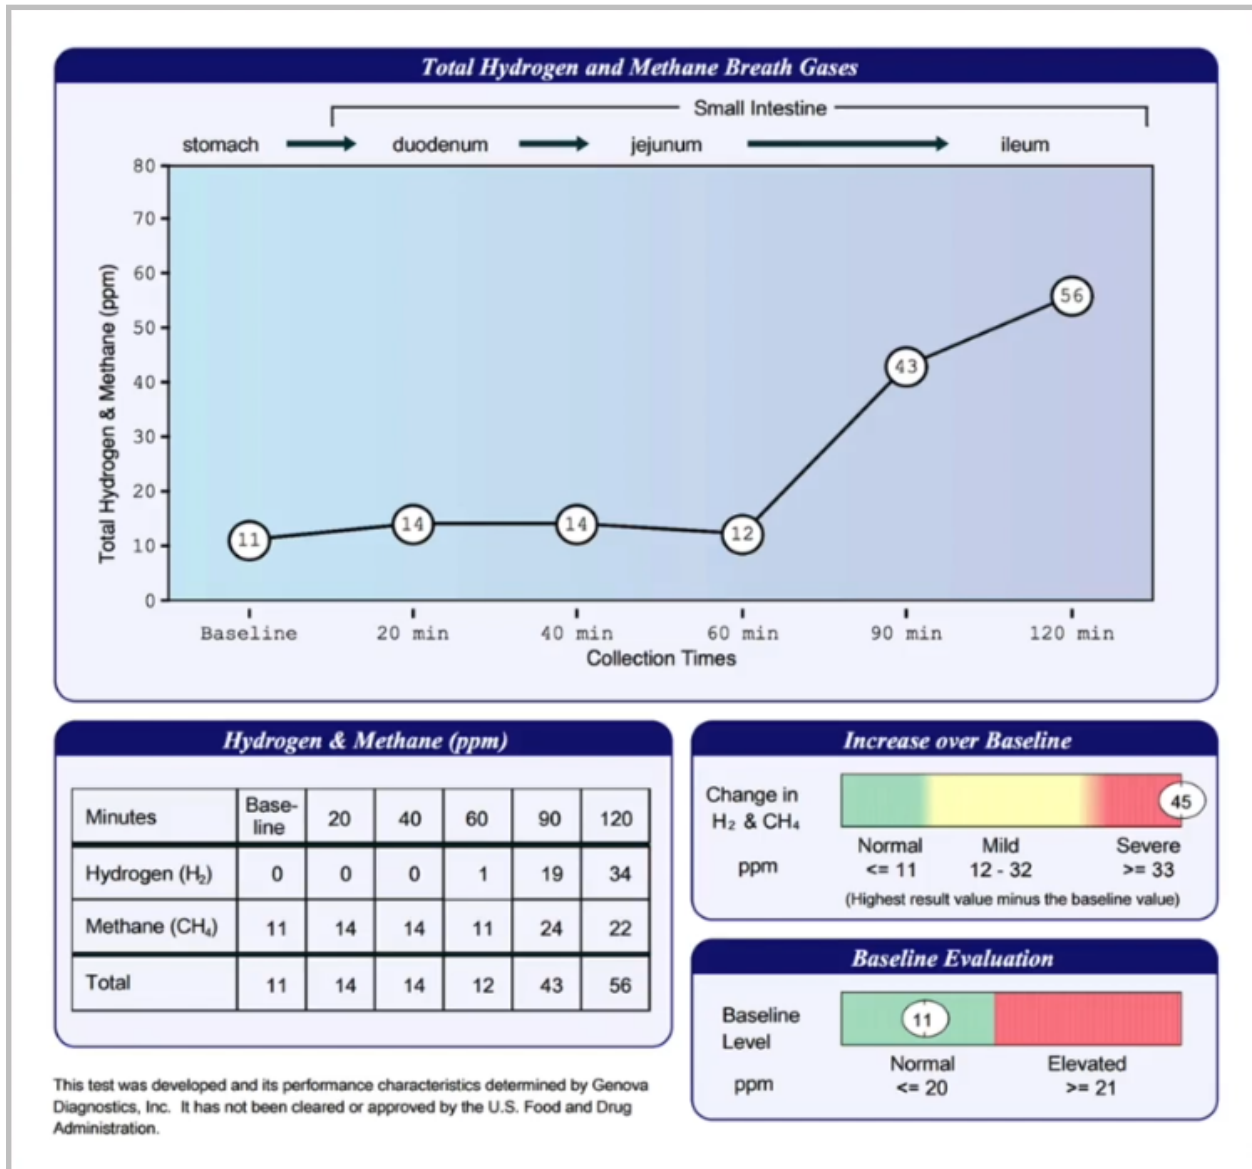 Total Hydrogen and Methane Breath Gases
Small Intestine
stomach duodenum jejunum ileum
80
70
60
50
40
30
20
10
0
Total Hydrogen & Methane (ppm)
11 14 14 12 43 56
Baseline 20 min 40 min 60 min 90 min 120 min
Collection Times
Hydrogen & Methane (ppm)
Minutes Base-line 20 40 60 90 120
Hydrogen (H₂) 0 0 0 1 19 34
Methane (CH₄) 11 14 14 11 24 22
Total 11 14 14 12 43 56
Increase over Baseline
Change in
H₂ & CH₄
ppm
45
Normal Mild Severe
<= 11 12 - 32 >= 33
(Highest result value minus the baseline value)
Baseline Evaluation
Baseline
Level
ppm
11
Normal Elevated
<= 20 >= 21
This test was developed and its performance characteristics determined by Genova
Diagnostics, Inc. It has not been cleared or approved by the U.S. Food and Drug
Administration.